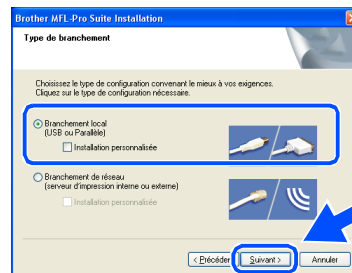 Brother MFL-Pro Suite Installation
Type de branchement
Choisissez le type de configuration convenant le mieux à vos exigences.
Cliquez sur le type de configuration nécessaire.
Branchement local
(USB ou Parallèle)
Installation personnalisée
Branchement de réseau
(serveur d'impression interne ou externe)
Installation personnalisée
< Précéder
Suivant >
Annuler